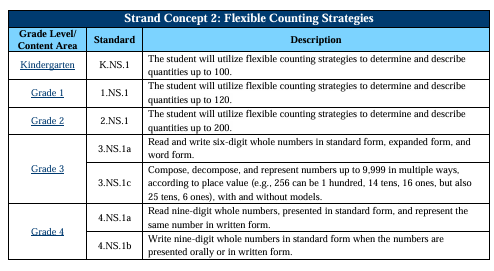 Strand Concept 2: Flexible Counting Strategies
Grade Level/
Content Area
Standard
Description
Kindergarten
K.NS.1
The student will utilize flexible counting strategies to determine and describe
quantities up to 100.
Grade 1
1.NS.1
The student will utilize flexible counting strategies to determine and describe
quantities up to 120.
Grade 2
2.NS.1
The student will utilize flexible counting strategies to determine and describe
quantities up to 200.
Grade 3
3.NS.1a
Read and write six-digit whole numbers in standard form, expanded form, and
word form.
3.NS.1c
Compose, decompose, and represent numbers up to 9,999 in multiple ways,
according to place value (e.g., 256 can be 1 hundred, 14 tens, 16 ones, but also
25 tens, 6 ones), with and without models.
Grade 4
4.NS.1a
Read nine-digit whole numbers, presented in standard form, and represent the
same number in written form.
4.NS.1b
Write nine-digit whole numbers in standard form when the numbers are
presented orally or in written form.